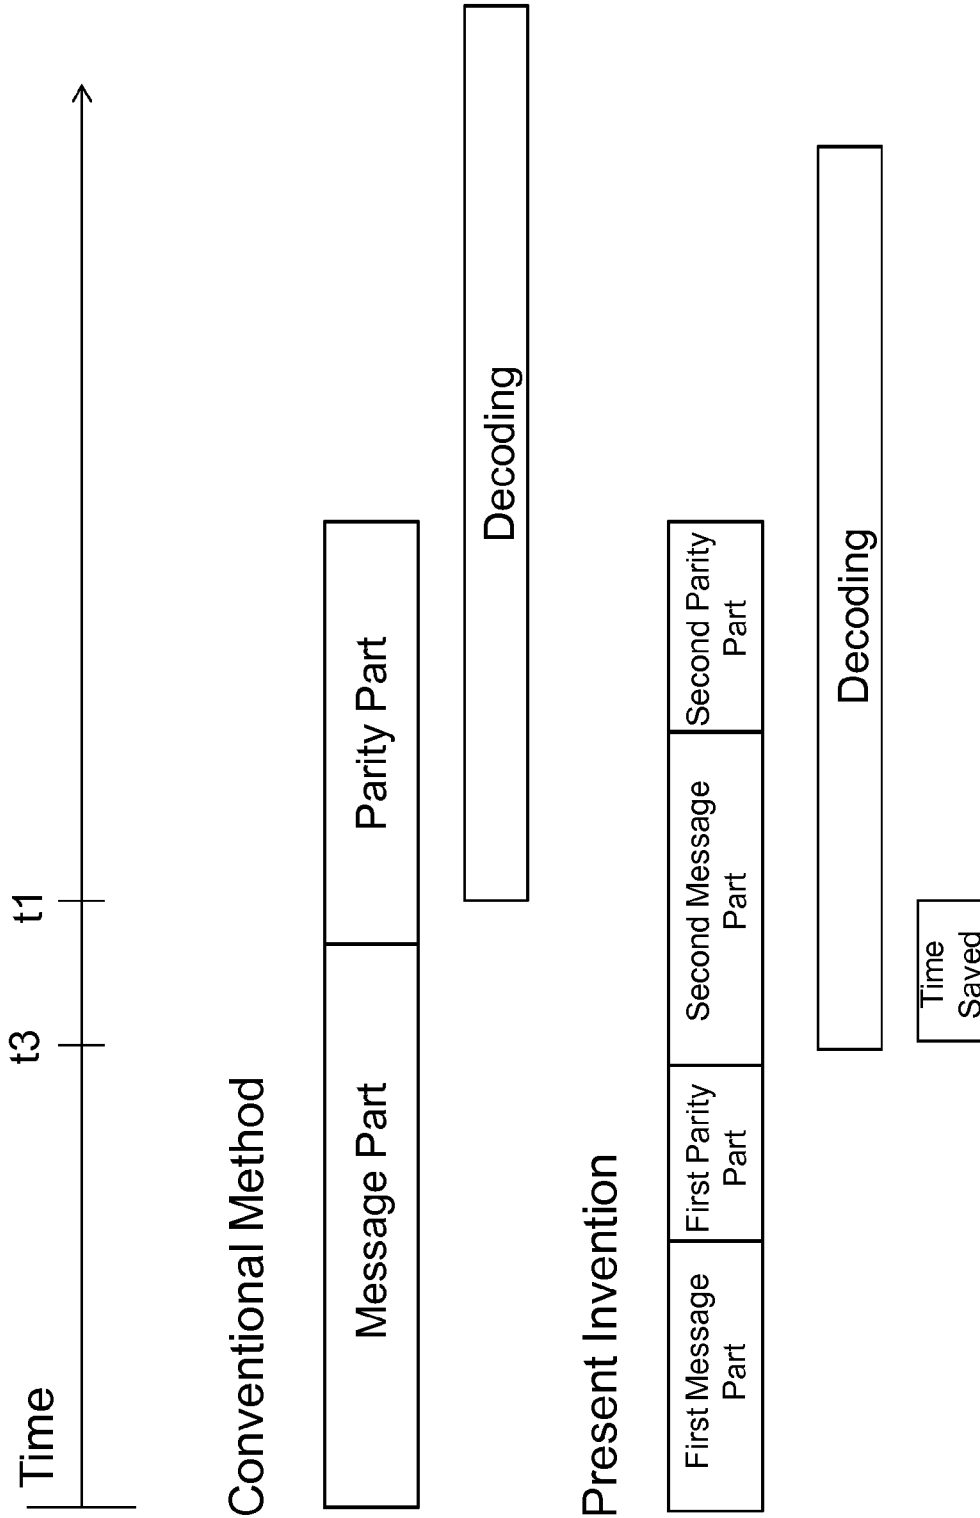 Time
t3
t1
Conventional Method
Message Part
Parity Part
Decoding
Present Invention
First Message
Part
First Parity
Part
Second Message
Part
Second Parity
Part
Decoding
Time
Saved